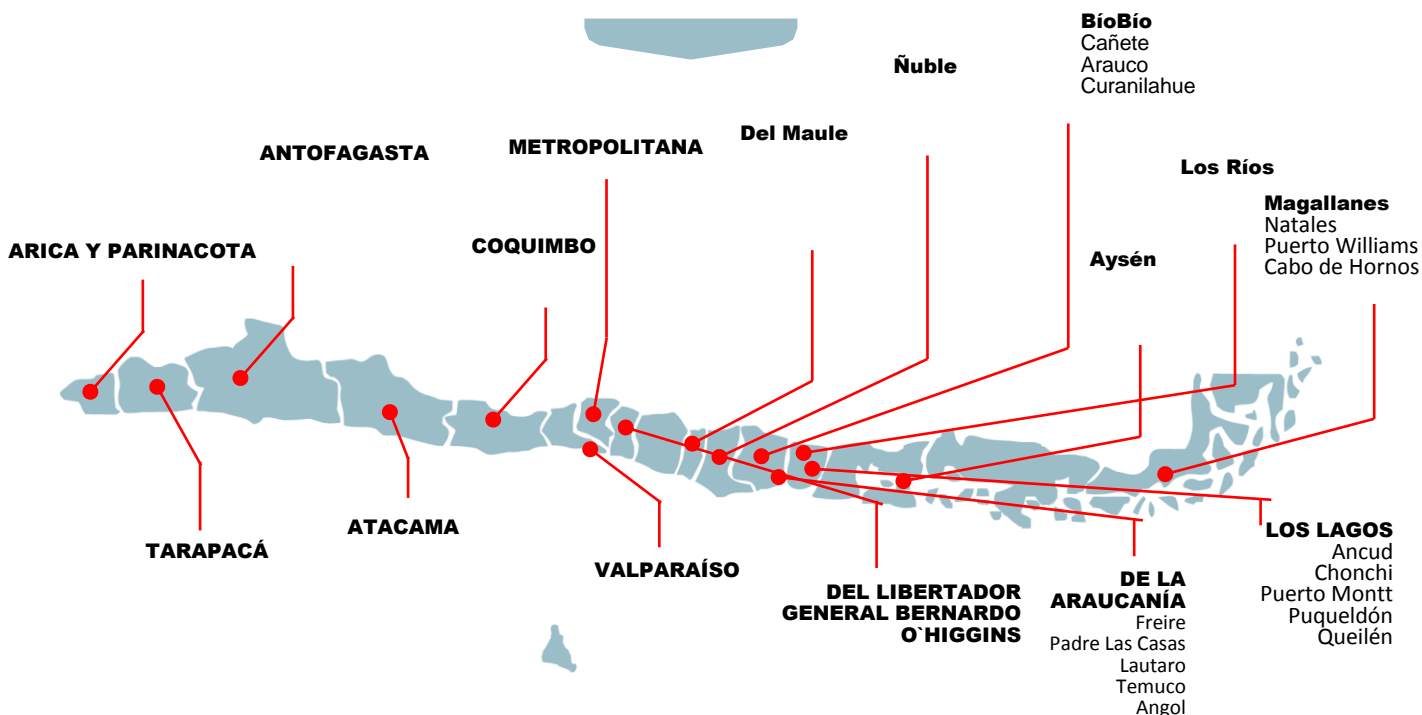 BíoBío
Cañete
Arauco
Curanilahue
Ñuble
Del Maule
METROPOLITANA
ANTOFAGASTA
Los Ríos
Magallanes
Natales
Puerto Williams
Cabo de Hornos
ARICA Y PARINACOTA
COQUIMBO
Aysén
TARAPACÁ
ATACAMA
VALPARAÍSO
DEL LIBERTADOR
GENERAL BERNARDO
O`HIGGINS
DE LA
ARAUCANÍA
Freire
Padre Las Casas
Lautaro
Temuco
Angol
LOS LAGOS
Ancud
Chonchi
Puerto Montt
Puqueldón
Queilén